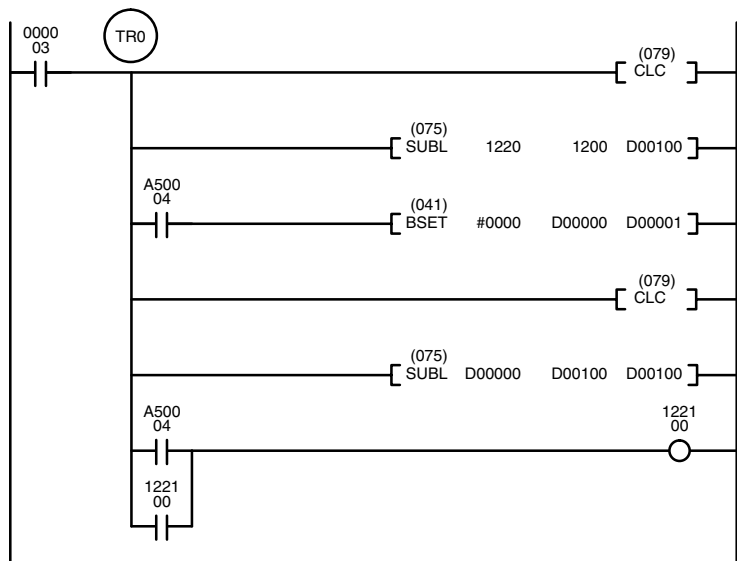 0000
03
TR0
(079)
CLC
(075)
SUBL 1220 1200 D00100
A500
04
(041)
BSET #0000 D00000 D00001
(079)
CLC
(075)
SUBL D00000 D00100 D00100
A500
04
1221
00
1221
00